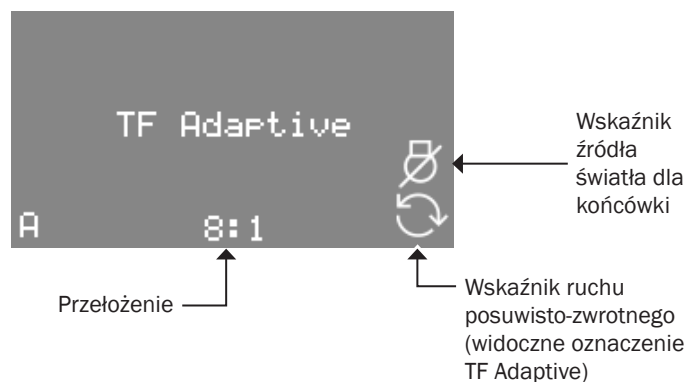 TF Adaptive
A
8:1
Wskaźnik
źródła
światła dla
końcówki
Przełożenie
Wskaźnik ruchu
posuwisto-zwrotnego
(widoczne oznaczenie
TF Adaptive)